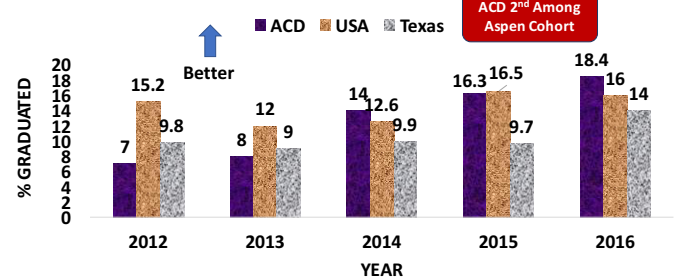 ACD 2nd Among
Aspen Cohort
ACD USA Texas
Better
% GRADUATED
20
18
16
14
12
10
8
6
4
2
0
7 15.2 9.8
8 12 9
14 12.6 9.9
16.3 16.5 9.7
18.4 16 14
2012 2013 2014 2015 2016
YEAR